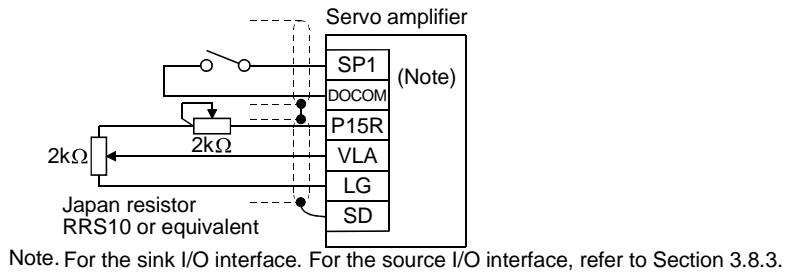 Servo amplifier
SP1
(Note)
DOCOM
P15R
2kΩ
2kΩ
VLA
LG
Japan resistor
SD
RRS10 or equivalent
Note. For the sink I/O interface. For the source I/O interface, refer to Section 3.8.3.